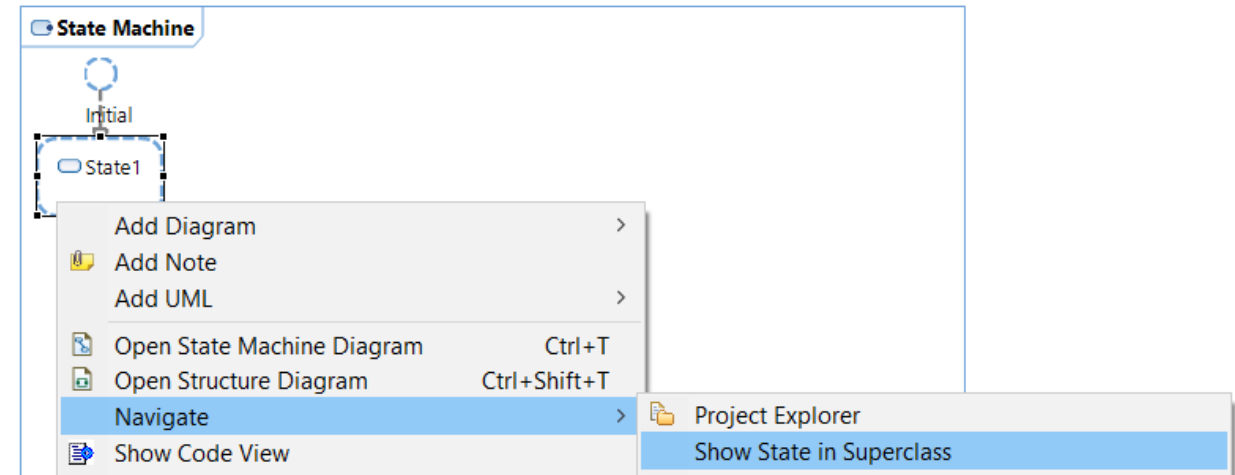 State Machine
Initial
State1
Add Diagram
Add Note
Add UML
Open State Machine Diagram Ctrl+T
Open Structure Diagram Ctrl+Shift+T
Navigate
Project Explorer
Show Code View
Show State in Superclass